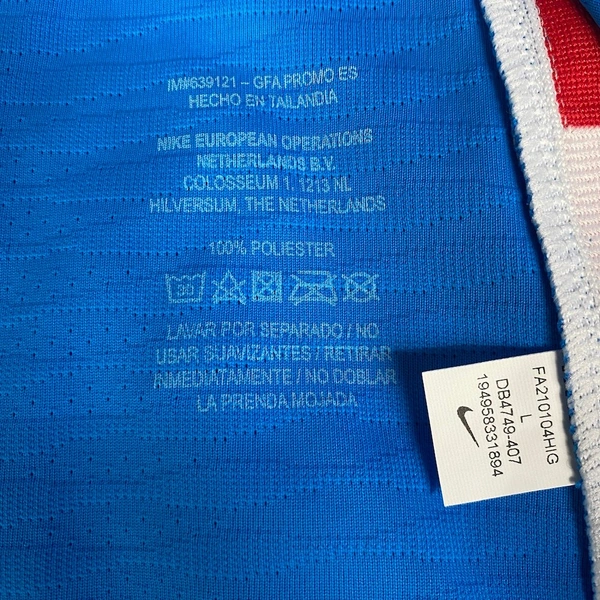 IM#639121 – GFA PROMO ES
HECHO EN TAILANDIA
NIKE EUROPEAN OPERATIONS
NETHERLANDS B.V.
COLOSSEUM 1, 1213 NL
HILVERSUM, THE NETHERLANDS
100% POLIESTER
30
LAVAR POR SEPARADO / NO
USAR SUAVIZANTES / RETIRAR
INMEDIATAMENTE / NO DOBLAR
LA PRENDA MOJADA
FA210104HIG
L
DB4749-407
194958331894